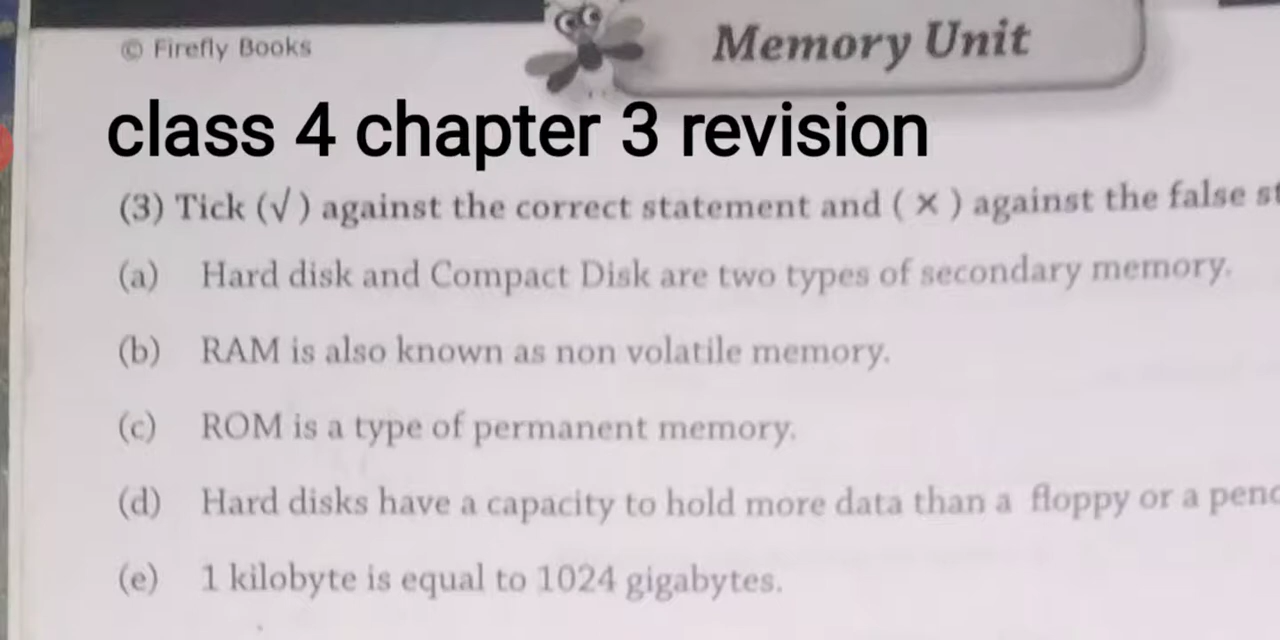 © Firefly Books
Memory Unit
class 4 chapter 3 revision
(3) Tick (√) against the correct statement and ( × ) against the false
(a) Hard disk and Compact Disk are two types of secondary memory.
(b) RAM is also known as non volatile memory.
(c) ROM is a type of permanent memory.
(d) Hard disks have a capacity to hold more data than a floppy or a
(e) 1 kilobyte is equal to 1024 gigabytes.